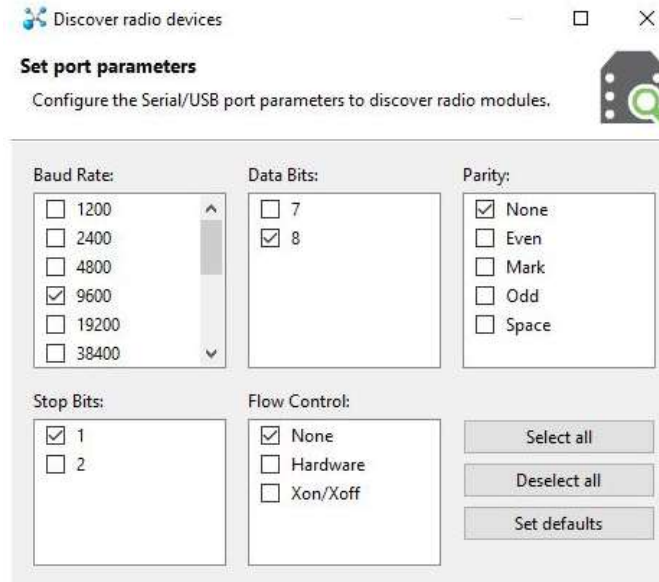 Discover radio devices
Set port parameters
Configure the Serial/USB port parameters to discover radio modules.
Baud Rate:
1200
2400
4800
9600
19200
38400
Data Bits:
7
8
Parity:
None
Even
Mark
Odd
Space
Stop Bits:
1
2
Flow Control:
None
Hardware
Xon/Xoff
Select all
Deselect all
Set defaults